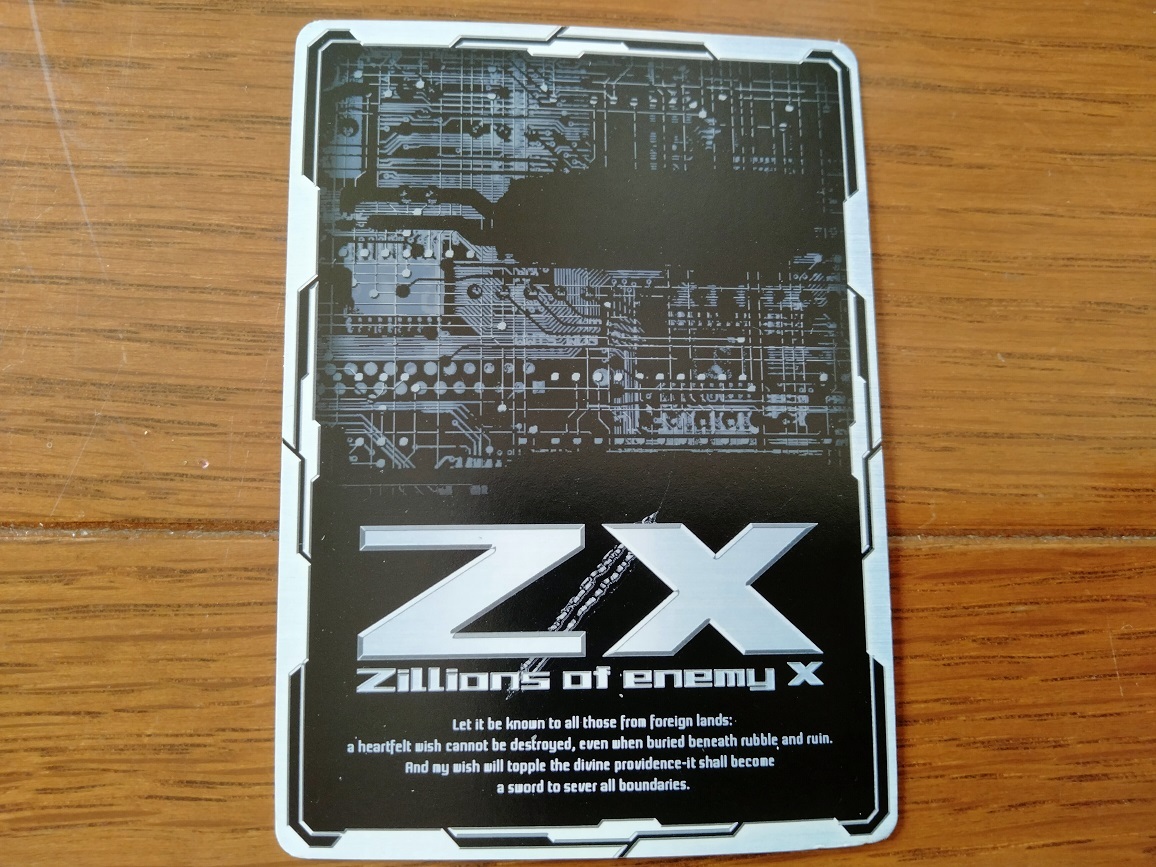 ZX
Zillions of enemy X
Let it be known to all those from foreign lands:
a heartfelt wish cannot be destroyed, even when buried beneath rubble and ruin.
And my wish will topple the divine providence-it shall become
a sword to sever all boundaries.